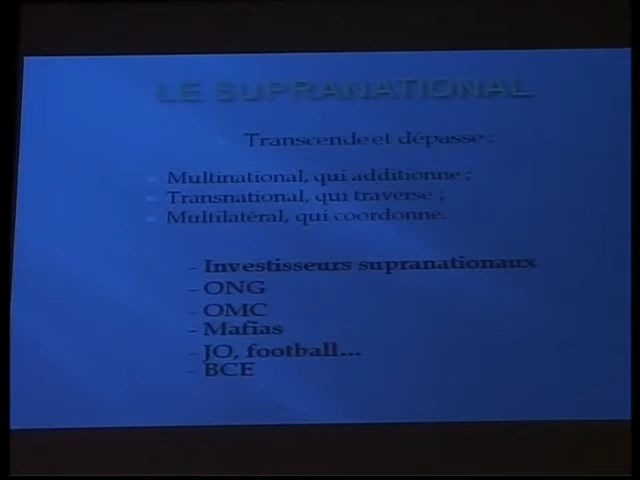 LE SUPRANATIONAL
Transcende et dépasse :
Multinational, qui additionne ;
Transnational, qui traverse ;
Multilatéral, qui coordonne.
- Investisseurs supranationaux
- ONG
- OMC
- Mafias
- JO, football...
- BCE